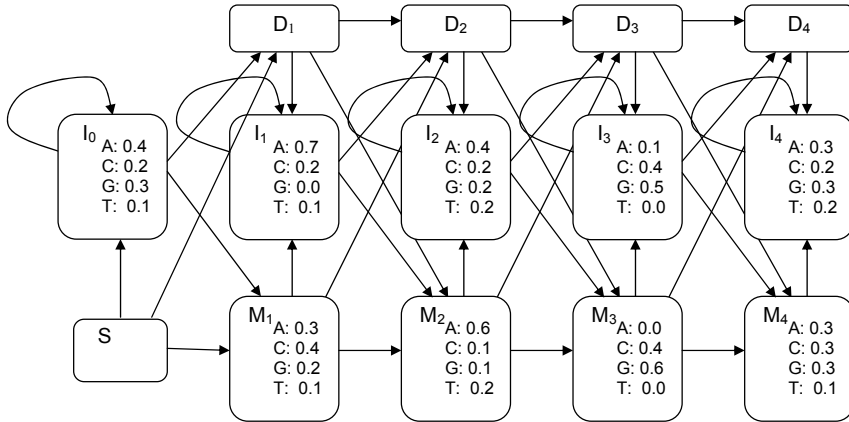 D₁
D₂
D₃
D₄
I₀
A: 0.4
C: 0.2
G: 0.3
T: 0.1
I₁
A: 0.7
C: 0.2
G: 0.0
T: 0.1
I₂
A: 0.4
C: 0.2
G: 0.2
T: 0.2
I₃
A: 0.1
C: 0.4
G: 0.5
T: 0.0
I₄
A: 0.3
C: 0.2
G: 0.3
T: 0.2
S
M₁
A: 0.3
C: 0.4
G: 0.2
T: 0.1
M₂
A: 0.6
C: 0.1
G: 0.1
T: 0.2
M₃
A: 0.0
C: 0.4
G: 0.6
T: 0.0
M₄
A: 0.3
C: 0.3
G: 0.3
T: 0.1